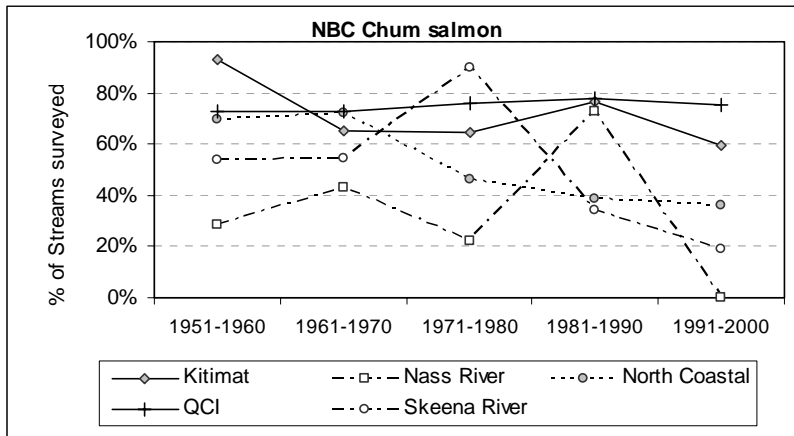 NBC Chum salmon
100%
80%
60%
40%
20%
0%
% of Streams surveyed
1951-1960 1961-1970 1971-1980 1981-1990 1991-2000
Kitimat Nass River North Coastal
QCI Skeena River